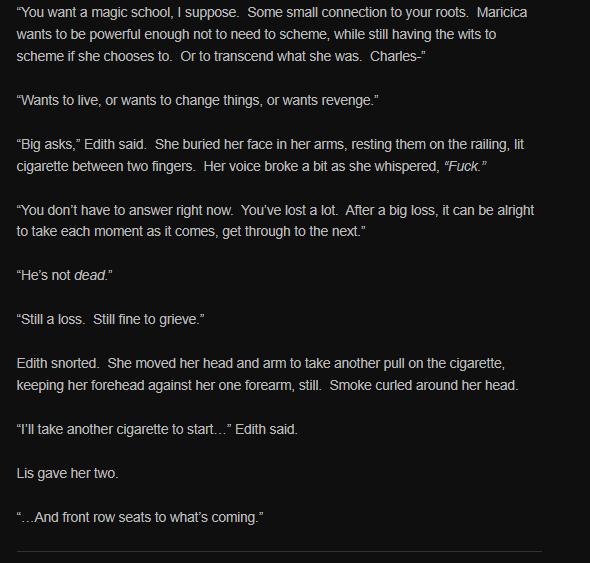 “You want a magic school, I suppose.  Some small connection to your roots.  Maricica
wants to be powerful enough not to need to scheme, while still having the wits to
scheme if she chooses to.  Or to transcend what she was.  Charles-”
“Wants to live, or wants to change things, or wants revenge.”
“Big asks,” Edith said.  She buried her face in her arms, resting them on the railing, lit
cigarette between two fingers.  Her voice broke a bit as she whispered, “Fuck.”
“You don’t have to answer right now.  You’ve lost a lot.  After a big loss, it can be alright
to take each moment as it comes, get through to the next.”
“He’s not dead.”
“Still a loss.  Still fine to grieve.”
Edith snorted.  She moved her head and arm to take another pull on the cigarette,
keeping her forehead against her one forearm, still.  Smoke curled around her head.
“I’ll take another cigarette to start…” Edith said.
Lis gave her two.
“…And front row seats to what’s coming.”